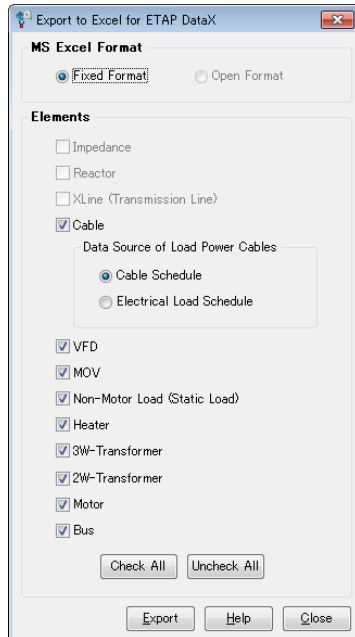 Export to Excel for ETAP DataX
MS Excel Format
Fixed Format
Open Format
Elements
Impedance
Reactor
XLine (Transmission Line)
Cable
Data Source of Load Power Cables
Cable Schedule
Electrical Load Schedule
VFD
MOV
Non-Motor Load (Static Load)
Heater
3W-Transformer
2W-Transformer
Motor
Bus
Check All Uncheck All
Export Help Close